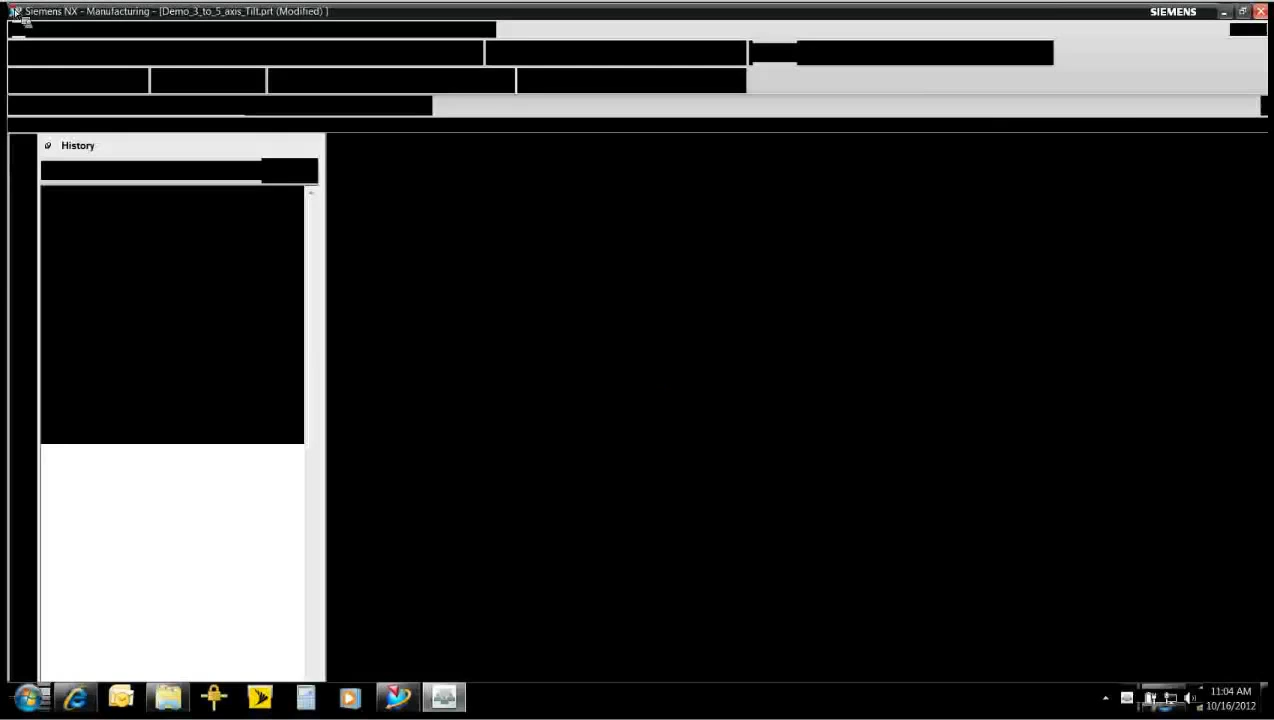 Siemens NX - Manufacturing - [Demo_3_to_5_axis_Tilt.prt (Modified) ]
SIEMENS
History
11:04 AM
10/16/2012